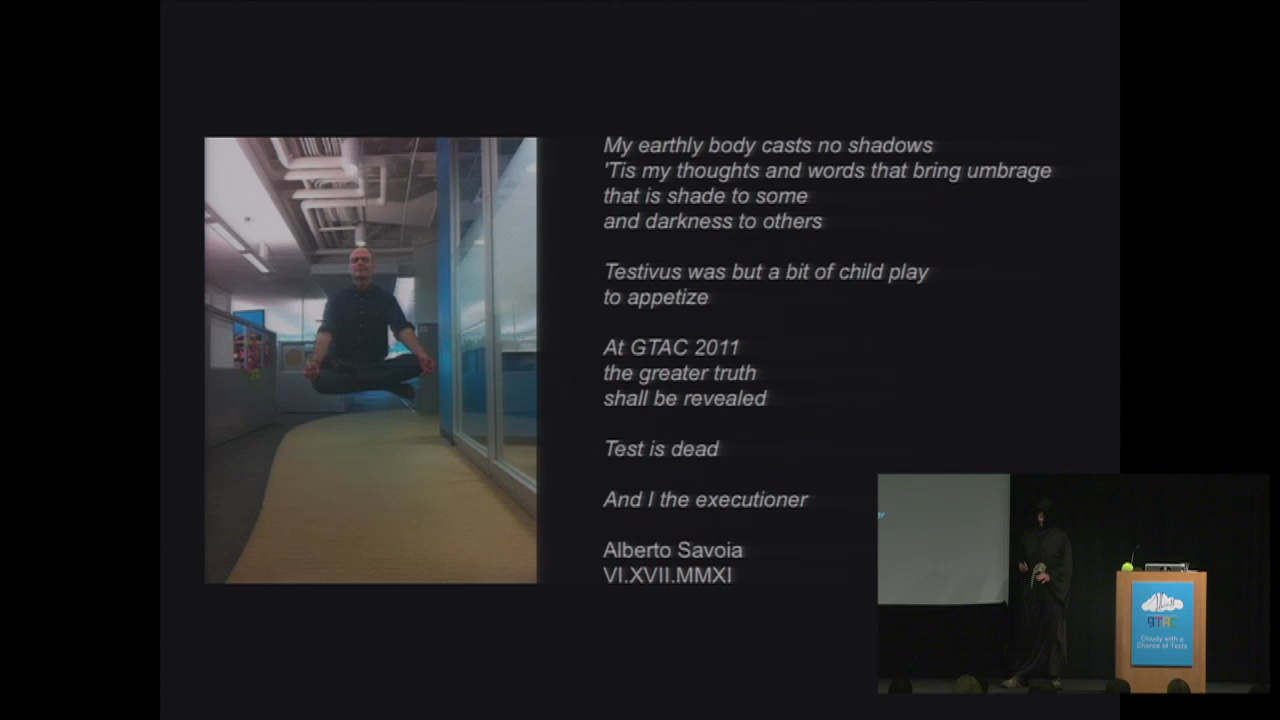 My earthly body casts no shadows
'Tis my thoughts and words that bring umbrage
that is shade to some
and darkness to others
Testivus was but a bit of child play
to appetize
At GTAC 2011
the greater truth
shall be revealed
Test is dead
And I the executioner
Alberto Savoia
VI.XVII.MMXI
er
gTAC
Cloudy with a
Chance of Tests